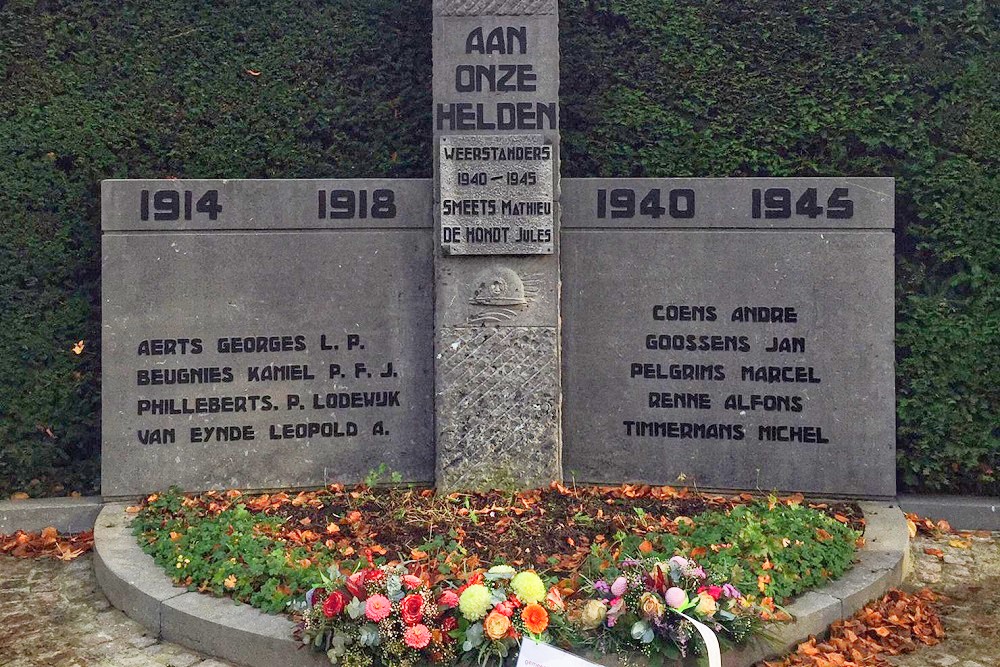 AAN
ONZE
HELDEN
WEERSTANDERS
1940 — 1945
SMEETS MATHIEU
DE HONDT JULES
1914 1918
AERTS GEORGES L. P.
BEUGNIES KAMIEL P. F. J.
PHILLEBERTS. P. LODEWIJK
VAN EYNDE LEOPOLD A.
1940 1945
COENS ANDRE
GOOSSENS JAN
PELGRIMS MARCEL
RENNE ALFONS
TIMMERMANS MICHEL